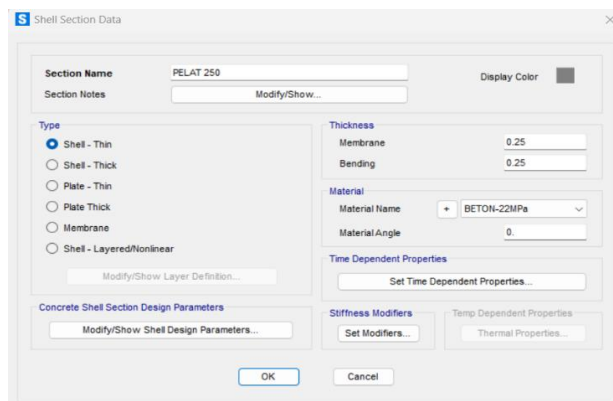 S Shell Section Data
Section Name PELAT 250
Display Color
Section Notes Modify/Show...
Type
Shell - Thin
Shell - Thick
Plate - Thin
Plate Thick
Membrane
Shell - Layered/Nonlinear
Modify/Show Layer Definition...
Concrete Shell Section Design Parameters
Modify/Show Shell Design Parameters...
Thickness
Membrane 0.25
Bending 0.25
Material
Material Name + BETON-22MPa
Material Angle 0.
Time Dependent Properties
Set Time Dependent Properties...
Stiffness Modifiers
Set Modifiers...
Temp Dependent Properties
Thermal Properties...
OK
Cancel